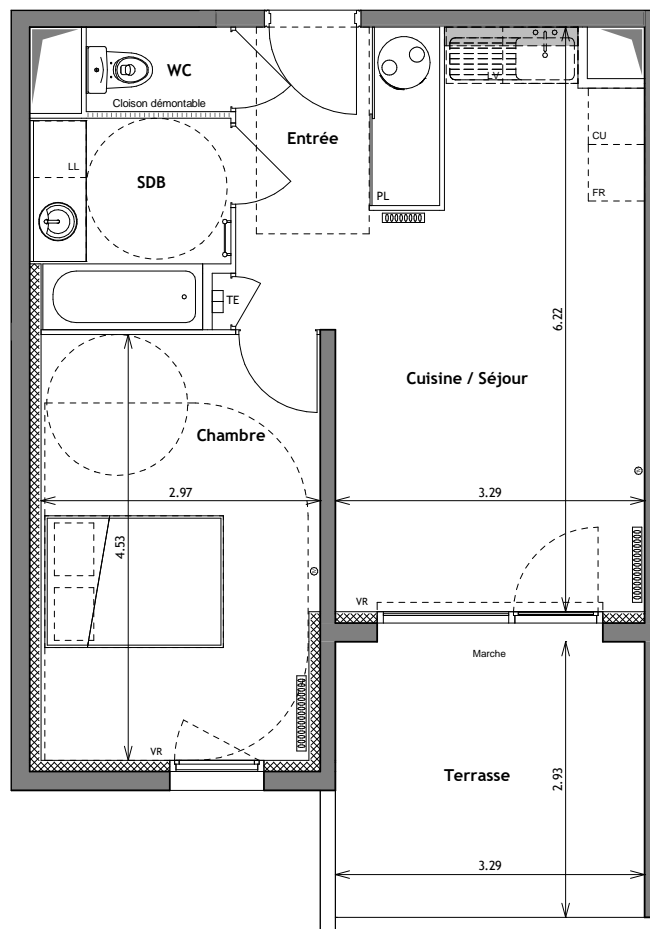 WC
LV
Cloison démontable
Entrée
CU
LL
SDB
PL
FR
TE
6.22
Cuisine / Séjour
Chambre
2.97
3.29
4.53
VR
Marche
VR
Terrasse
2.93
3.29